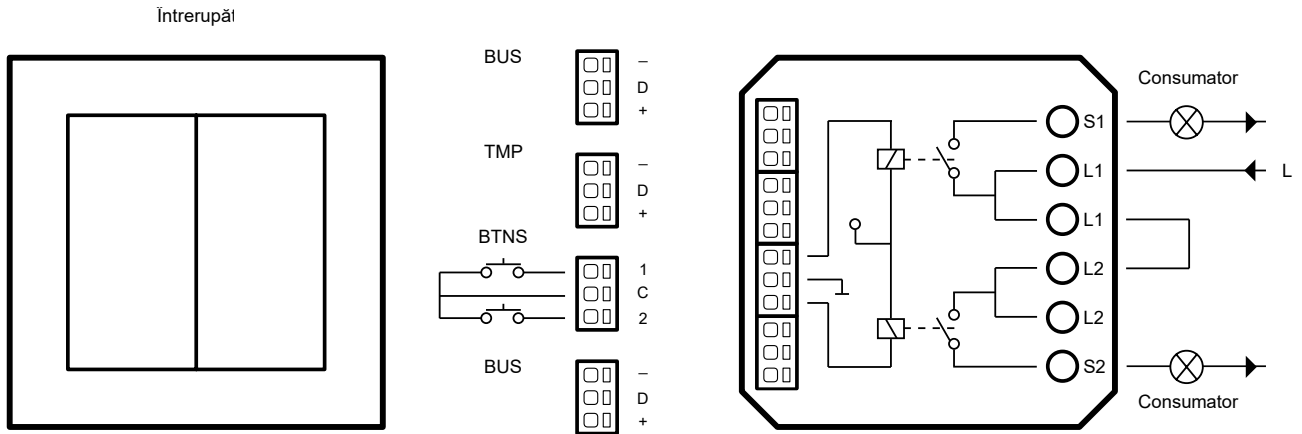 Întrerupăt
BUS
–
D
+
TMP
–
D
+
BTNS
1
C
2
BUS
–
D
+
Consumator
S1
L1
L
L1
L2
L2
S2
Consumator